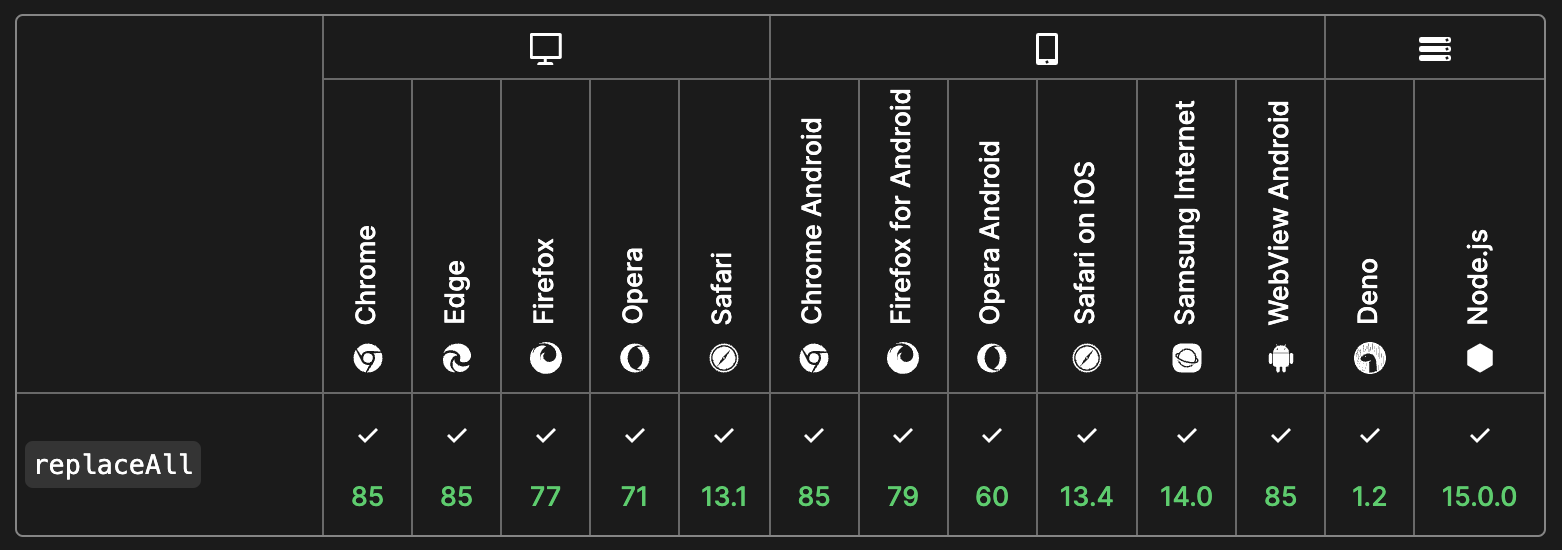 Chrome
Edge
Firefox
Opera
Safari
Chrome Android
Firefox for Android
Opera Android
Safari on iOS
Samsung Internet
WebView Android
Deno
Node.js
replaceAll
85
85
77
71
13.1
85
79
60
13.4
14.0
85
1.2
15.0.0